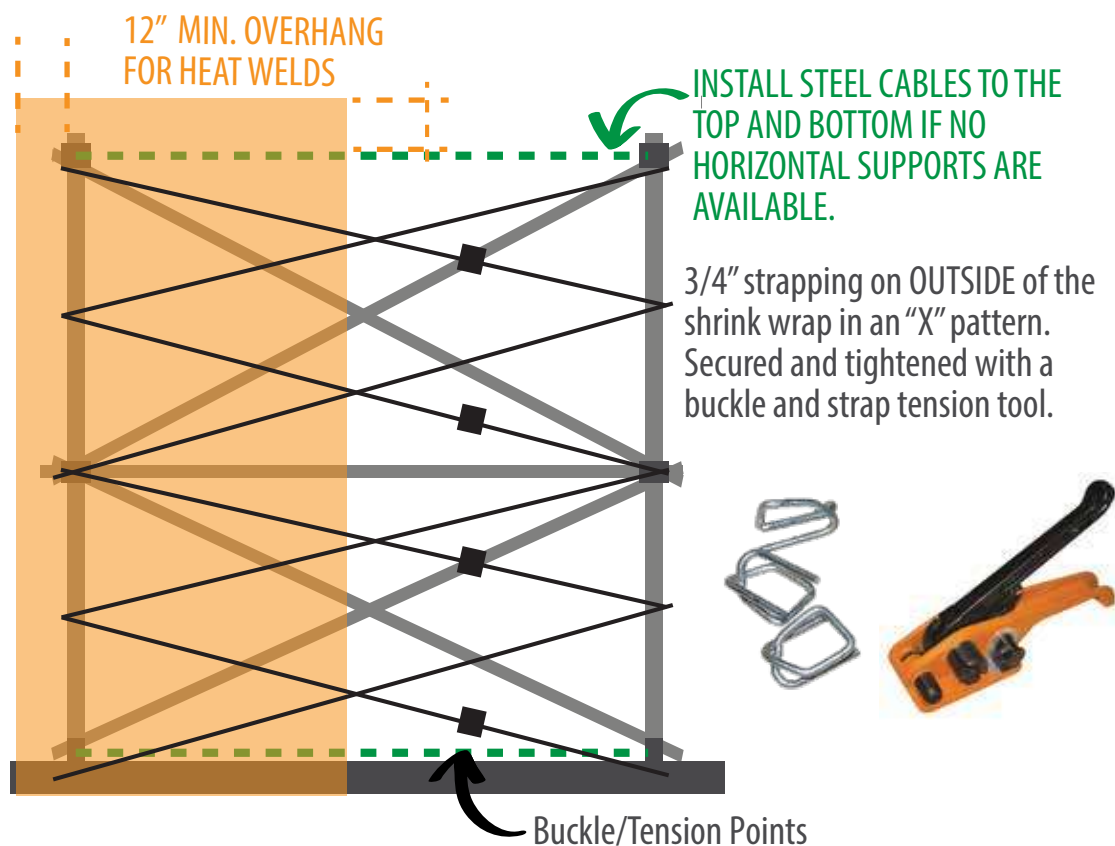 12” MIN. OVERHANG
FOR HEAT WELDS
INSTALL STEEL CABLES TO THE
TOP AND BOTTOM IF NO
HORIZONTAL SUPPORTS ARE
AVAILABLE.
3/4” strapping on OUTSIDE of the
shrink wrap in an “X” pattern.
Secured and tightened with a
buckle and strap tension tool.
Buckle/Tension Points